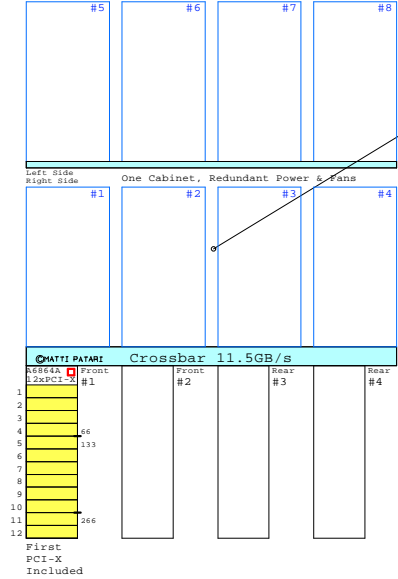 #5 #6 #7 #8
Left Side
Right Side
One Cabinet, Redundant Power & Fans
#1 #2 #3 #4
©MATTI PATARI Crossbar 11.5GB/s
A6864A Front Front Rear Rear
12xPCI-X #1 #2 #3 #4
1
2
3
4 66
5 133
6
7
8
9
10
11 266
12
First
PCI-X
Included